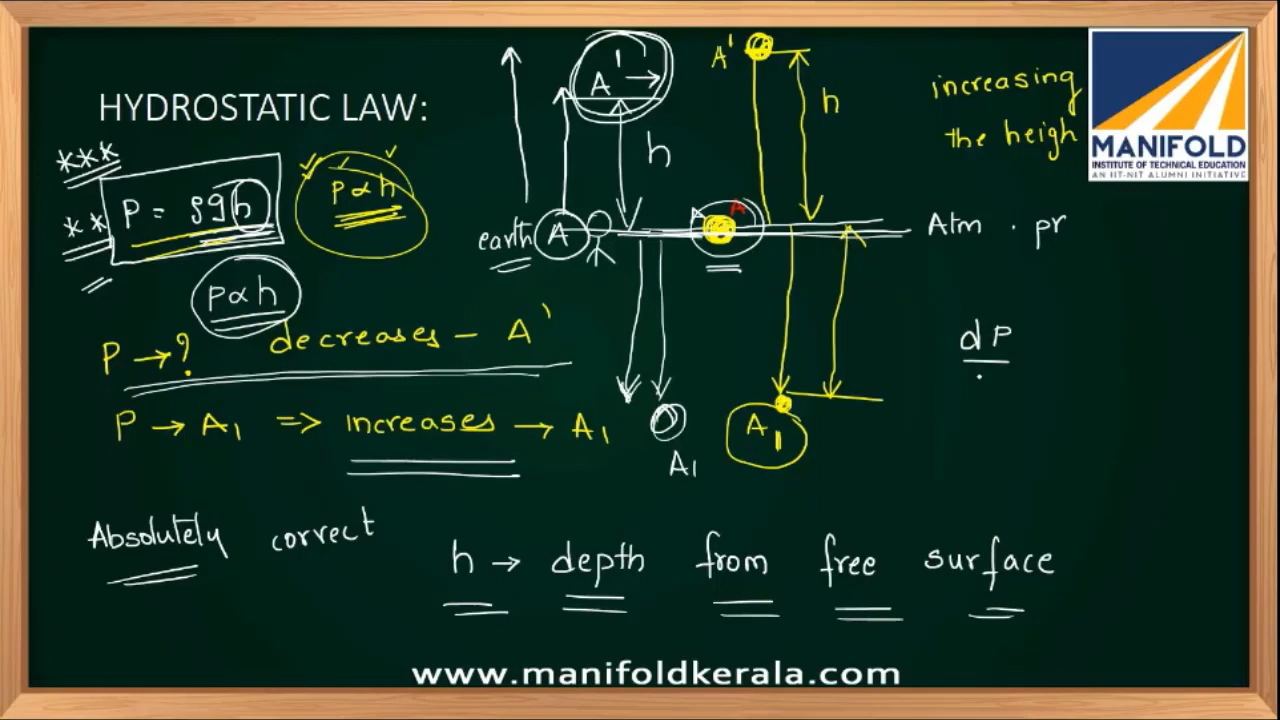 HYDROSTATIC LAW:
***
P = ρgh
**
P ∝ h
P ∝ h
P → ? decreases - A'
P → A₁ => increases → A₁
Absolutely correct
h → depth from free surface
A'
h
earth
A
A'
h
A
A₁
A₁
increasing
the heigh
Atm. pr
dP
MANIFOLD
INSTITUTE OF TECHNICAL EDUCATION
AN IIT-NIT ALUMNI INITIATIVE
www.manifoldkerala.com